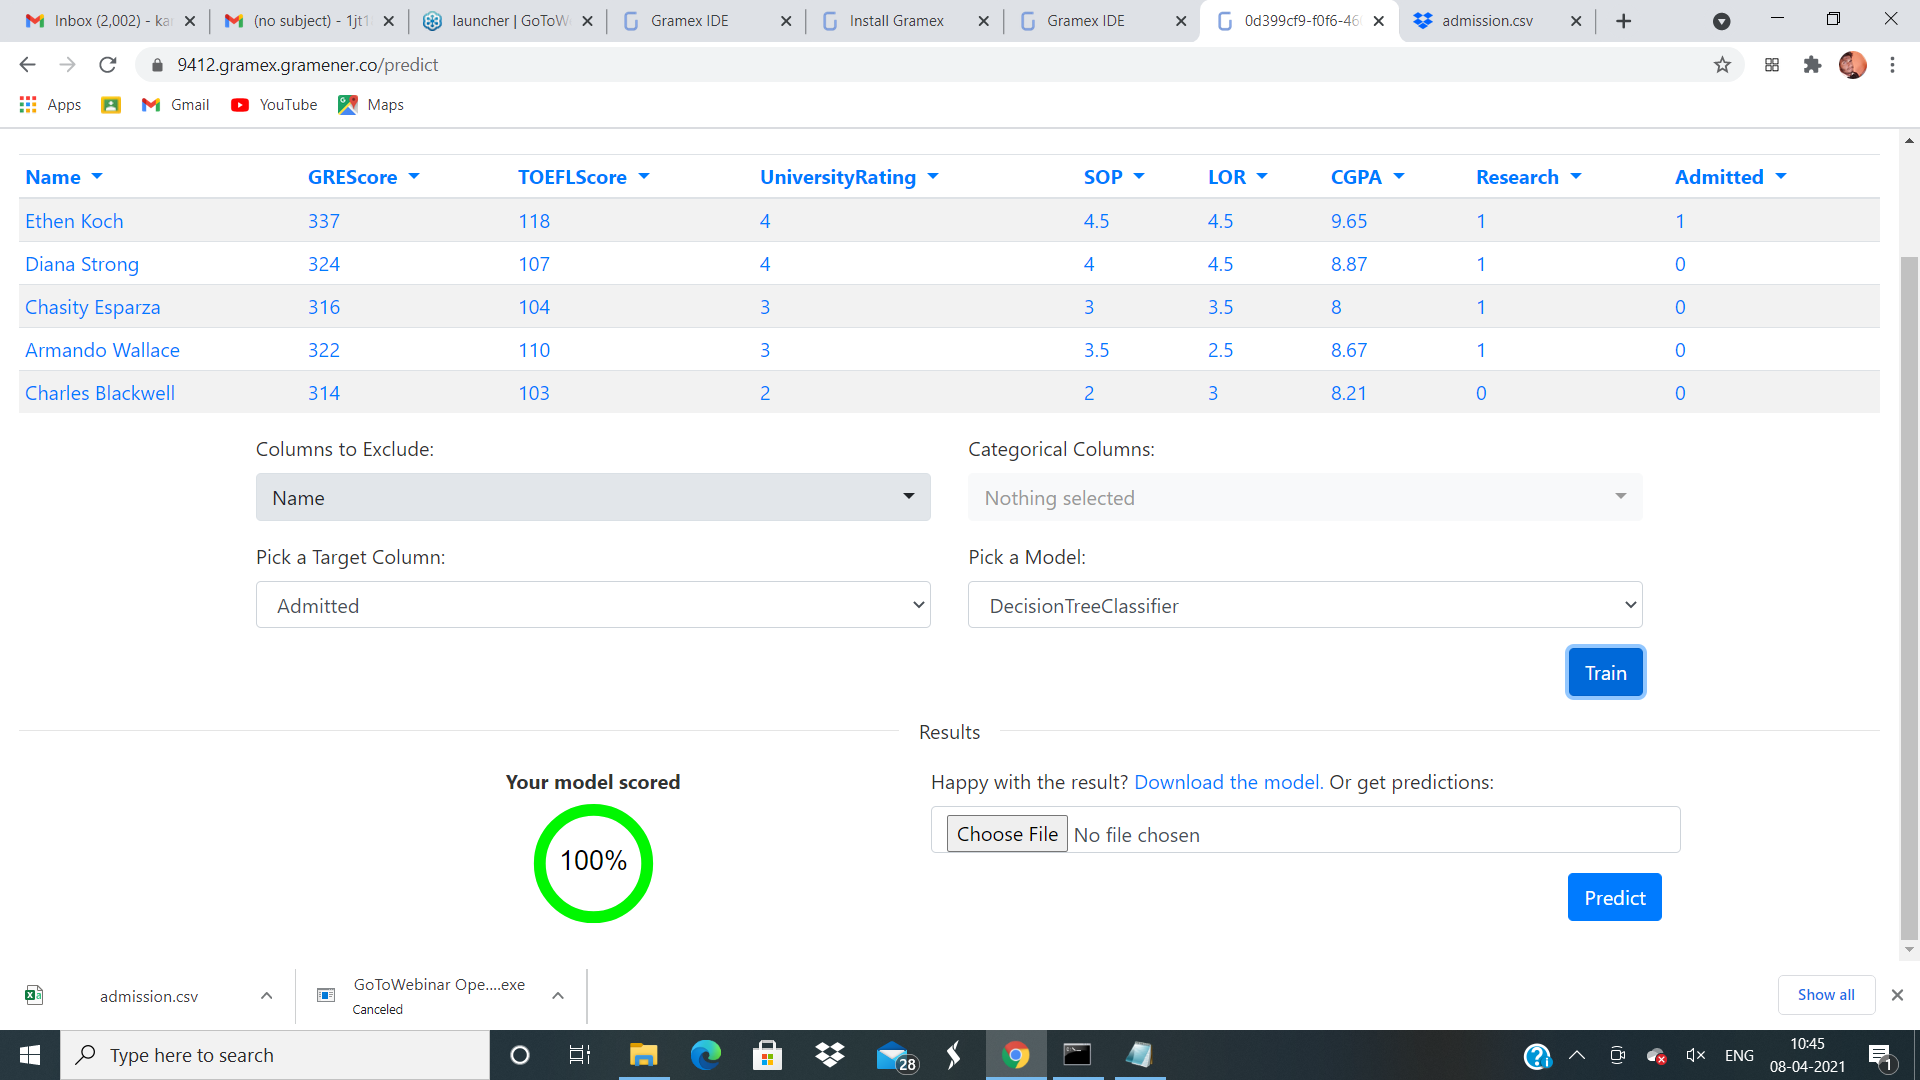 Inbox (2,002) - ka
(no subject) - 1jt1
launcher | GoToW
Gramex IDE
Install Gramex
Gramex IDE
0d399cf9-f0f6-46
admission.csv
9412.gramex.gramener.co/predict
Apps
Gmail
YouTube
Maps
Name GREScore TOEFLScore UniversityRating SOP LOR CGPA Research Admitted
Ethen Koch 337 118 4 4.5 4.5 9.65 1 1
Diana Strong 324 107 4 4 4.5 8.87 1 0
Chasity Esparza 316 104 3 3 3.5 8 1 0
Armando Wallace 322 110 3 3.5 2.5 8.67 1 0
Charles Blackwell 314 103 2 2 3 8.21 0 0
Columns to Exclude:
Categorical Columns:
Name
Nothing selected
Pick a Target Column:
Pick a Model:
Admitted
DecisionTreeClassifier
Train
Results
Your model scored
100%
Happy with the result? Download the model. Or get predictions:
Choose File No file chosen
Predict
admission.csv
GoToWebinar Ope....exe
Canceled
Show all
Type here to search
28
ENG
10:45
08-04-2021
1